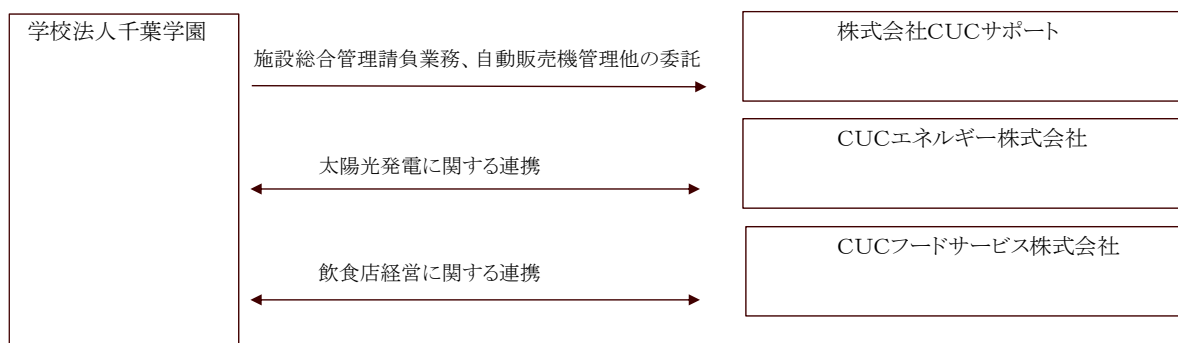 学校法人千葉学園
株式会社CUCサポート
施設総合管理請負業務、自動販売機管理他の委託
CUCエネルギー株式会社
太陽光発電に関する連携
CUCフードサービス株式会社
飲食店経営に関する連携